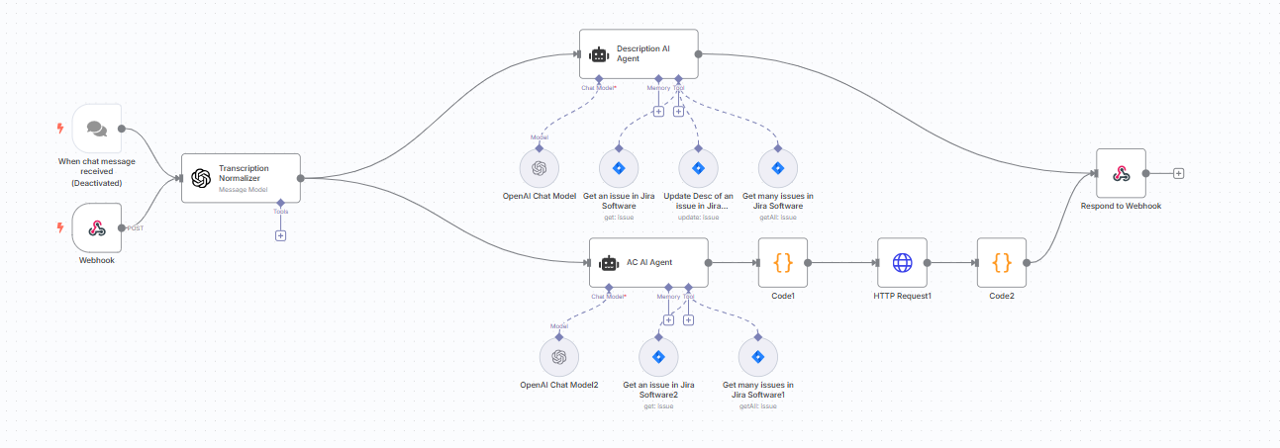 Description AI
Agent
Chat Model*
Memory
Tool
When chat message
received
(Deactivated)
Transcription
Normalizer
Message Model
Tools
POST
Webhook
Model
OpenAI Chat Model
Get an issue in Jira
Software
get: issue
Update Desc of an
issue in Jira...
update: issue
Get many issues in
Jira Software
getAll: issue
Respond to Webhook
AC AI Agent
Chat Model*
Memory
Tool
{}
Code1
HTTP Request1
{}
Code2
Model
OpenAI Chat Model2
Get an issue in Jira
Software2
get: issue
Get many issues in
Jira Software1
getAll: issue